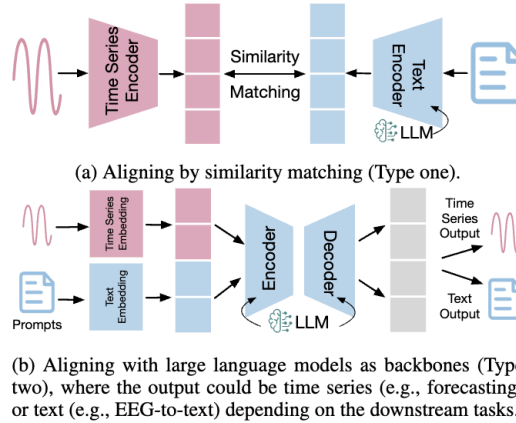 Time Series
Encoder
Similarity
Matching
Text
Encoder
LLM
(a) Aligning by similarity matching (Type one).
Time Series
Embedding
Text
Embedding
Prompts
Encoder
Decoder
LLM
Time
Series
Output
Text
Output
(b) Aligning with large language models as backbones (Type
two), where the output could be time series (e.g., forecasting)
or text (e.g., EEG-to-text) depending on the downstream tasks.